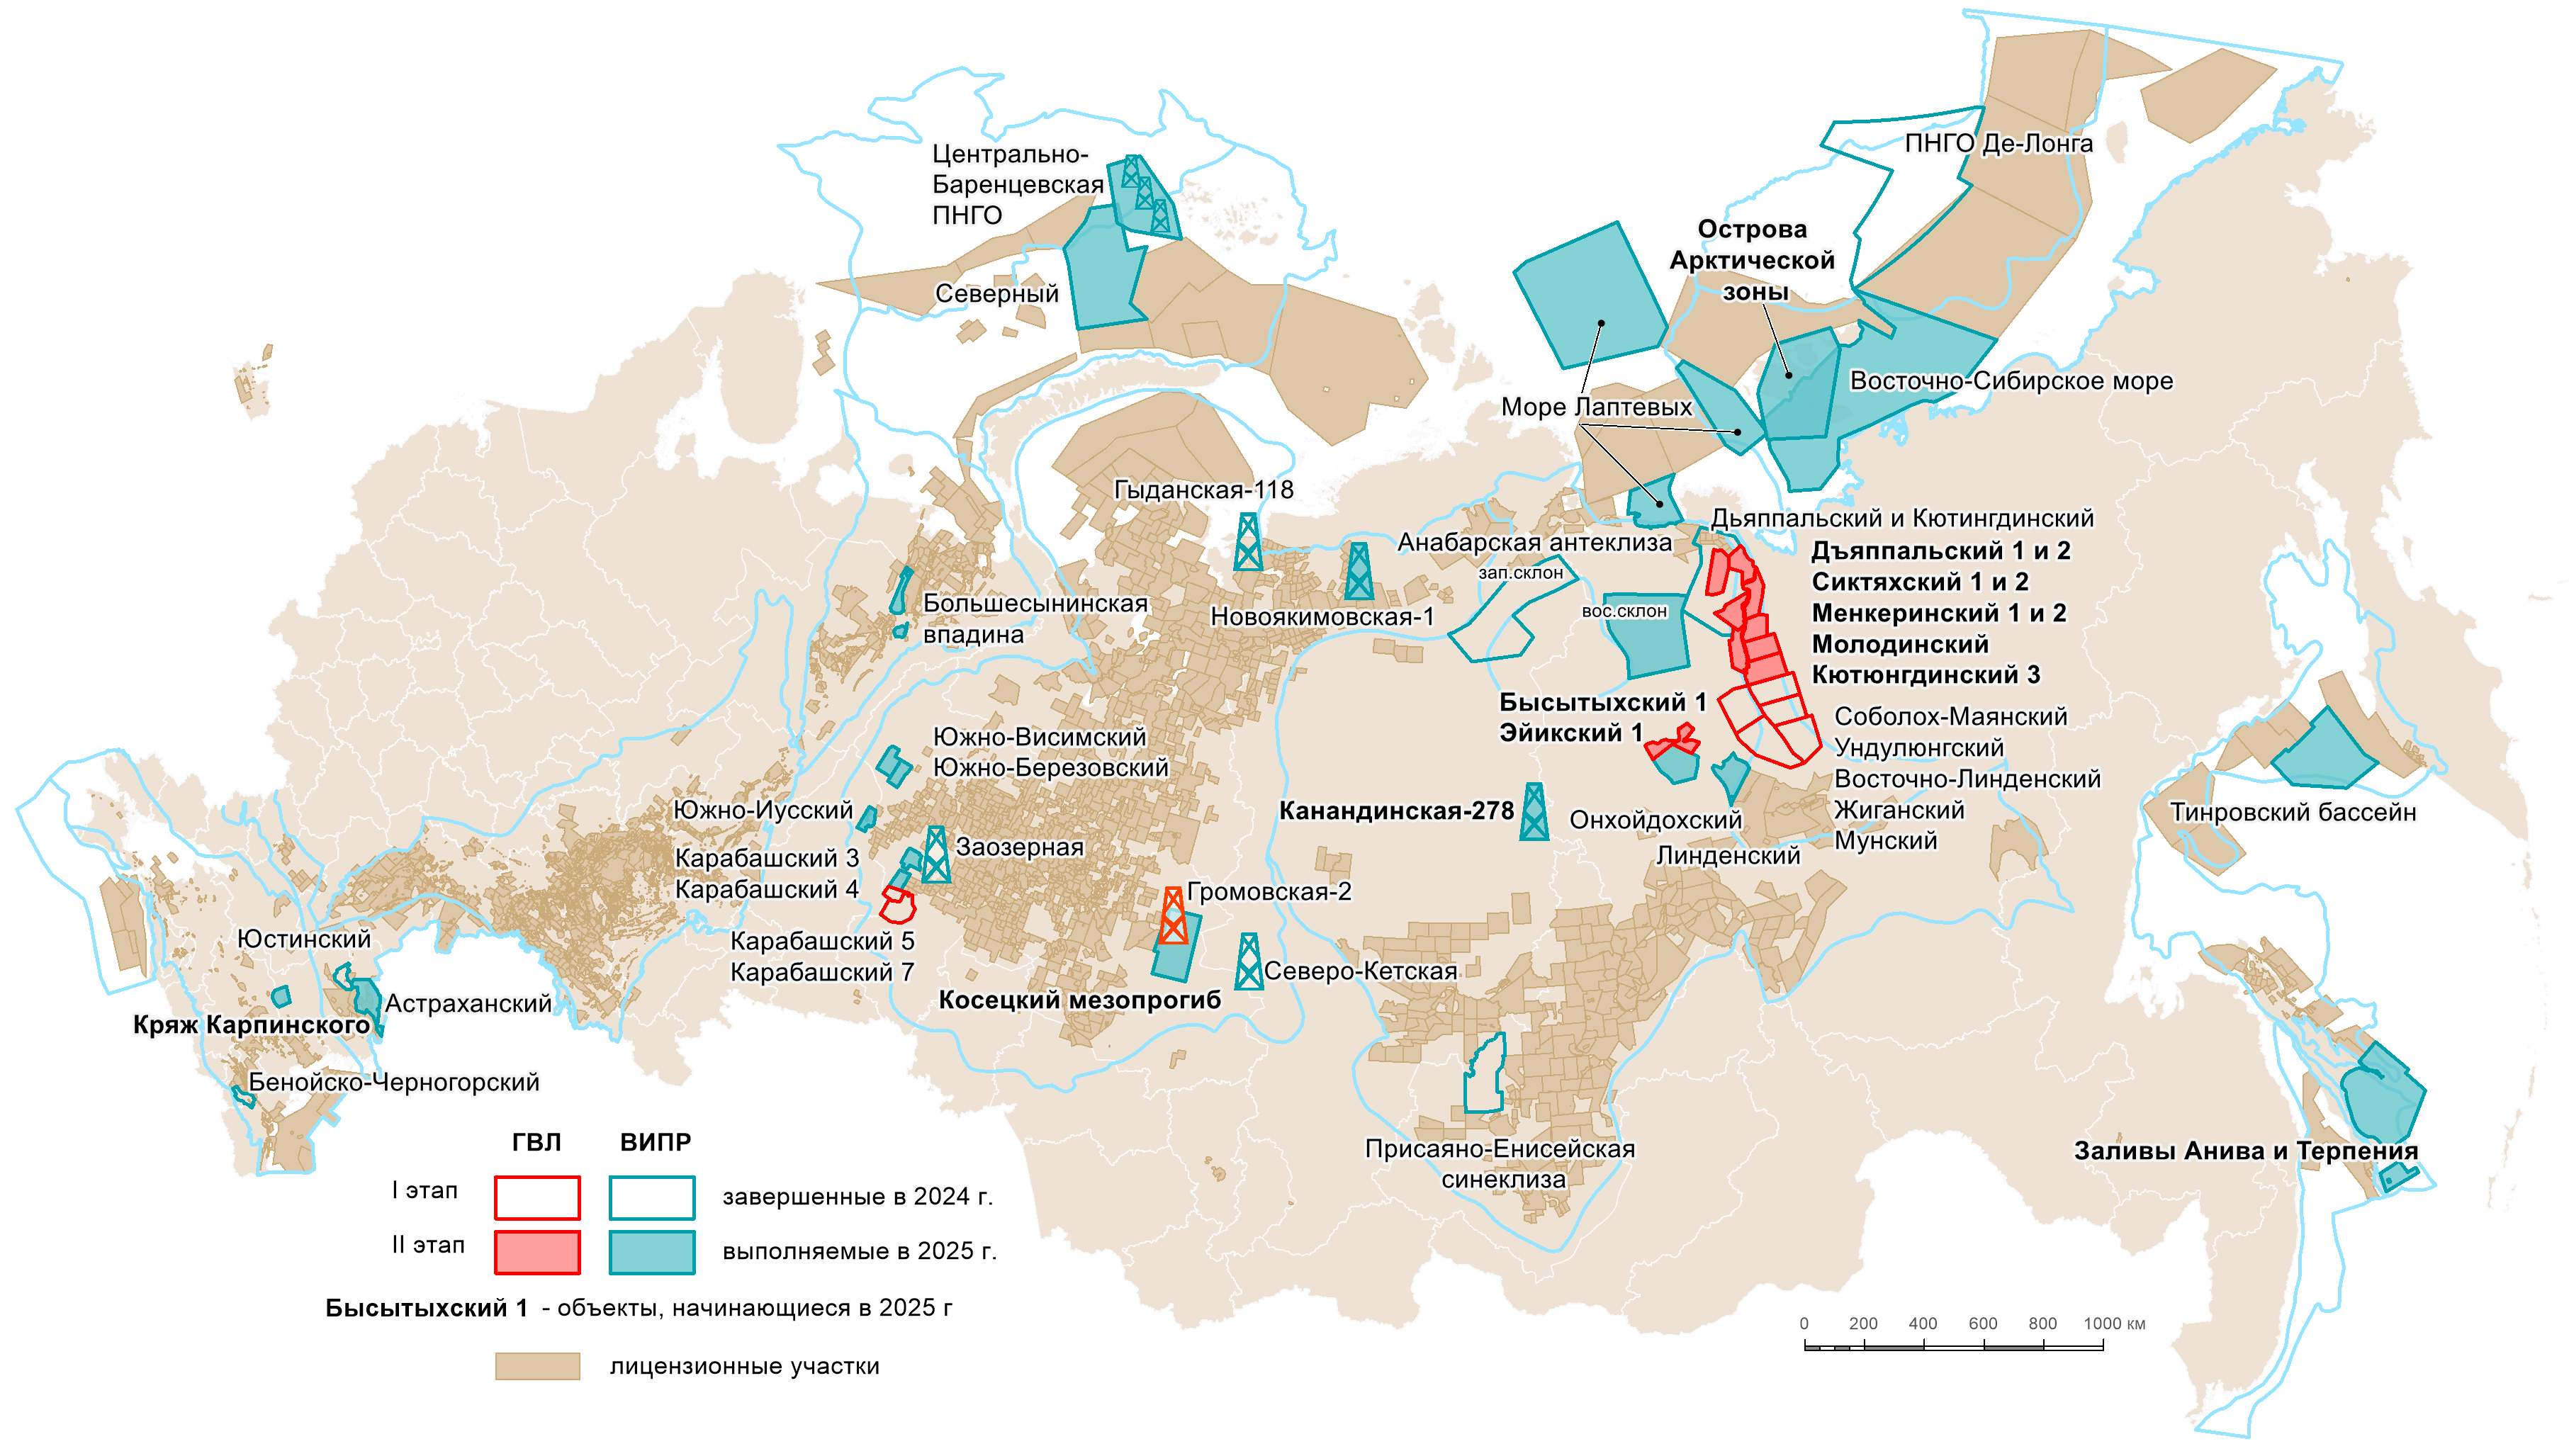 ПНГО Де-Лонга
Центрально-
Баренцевская
ПНГО
Северный
Острова
Арктической
зоны
Восточно-Сибирское море
Море Лаптевых
Гыданская-118
Дьяппальский и Кютингдинский
Анабарская антеклиза
зап.склон
вос.склон
Дъяппальский 1 и 2
Сиктяхский 1 и 2
Менкеринский 1 и 2
Молодинский
Кютюнгдинский 3
Новоякимовская-1
Большесынинская
впадина
Бысытыхский 1
Эйикский 1
Соболох-Маянский
Ундулюнгский
Восточно-Линденский
Жиганский
Мунский
Южно-Висимский
Южно-Березовский
Южно-Иусский
Канандинская-278
Онхойдохский
Линденский
Тинровский бассейн
Заозерная
Карабашский 3
Карабашский 4
Громовская-2
Карабашский 5
Карабашский 7
Северо-Кетская
Косецкий мезопрогиб
Юстинский
Астраханский
Кряж Карпинского
Бенойско-Черногорский
Присаяно-Енисейская
синеклиза
Заливы Анива и Терпения
ГВЛ ВИПР
I этап завершенные в 2024 г.
II этап выполняемые в 2025 г.
Бысытыхский 1 - объекты, начинающиеся в 2025 г
лицензионные участки
0 200 400 600 800 1000 км